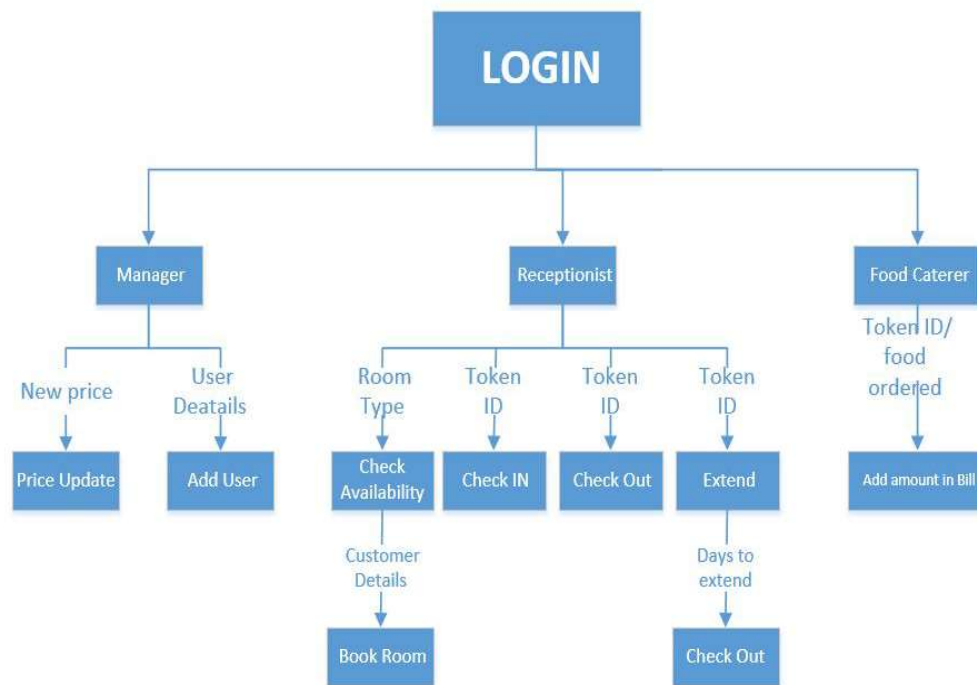 LOGIN
Manager
Receptionist
Food Caterer
New price
User
Deatails
Room
Type
Token
ID
Token
ID
Token
ID
Token ID/
food
ordered
Price Update
Add User
Check
Availability
Check IN
Check Out
Extend
Add amount in Bill
Customer
Details
Days to
extend
Book Room
Check Out